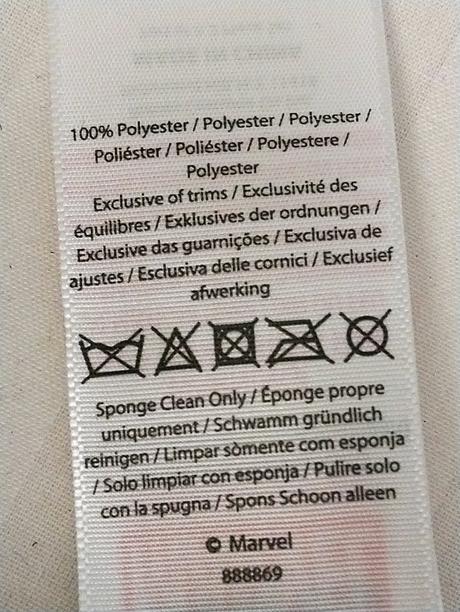 100% Polyester / Polyester / Polyester /
Poliéster / Poliéster / Polyestere /
Polyester
Exclusive of trims / Exclusivité des
équilibres / Exklusives der ordnungen /
Exclusive das guarnições / Exclusiva de
ajustes / Esclusiva delle cornici / Exclusief
afwerking
Sponge Clean Only / Éponge propre
uniquement / Schwamm gründlich
reinigen / Limpar sòmente com esponja
/ Solo limpiar con esponja / Pulire solo
con la spugna / Spons Schoon alleen
© Marvel
888869